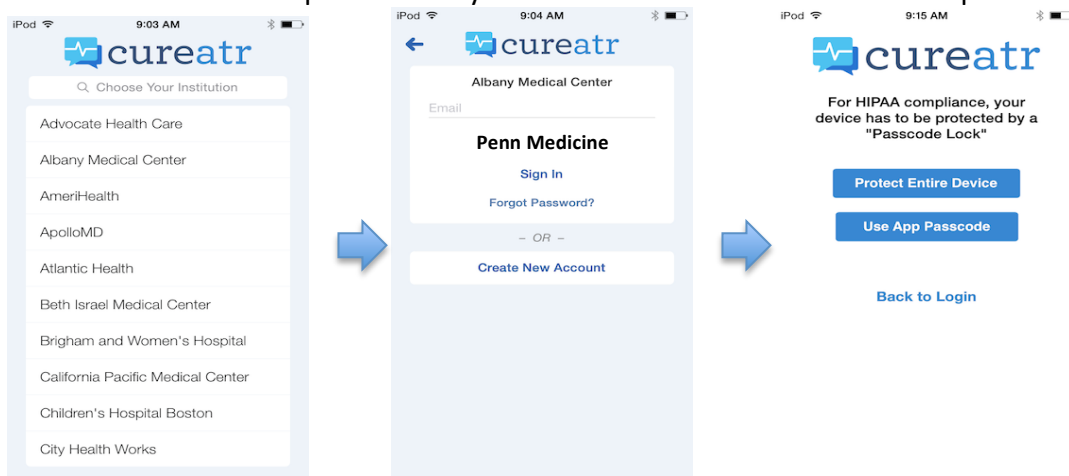 iPod 9:03 AM
cureatr
Choose Your Institution
Advocate Health Care
Albany Medical Center
AmeriHealth
ApolloMD
Atlantic Health
Beth Israel Medical Center
Brigham and Women's Hospital
California Pacific Medical Center
Children's Hospital Boston
City Health Works
iPod 9:04 AM
cureatr
Albany Medical Center
Email
Penn Medicine
Sign In
Forgot Password?
– OR –
Create New Account
iPod 9:15 AM
cureatr
For HIPAA compliance, your
device has to be protected by a
"Passcode Lock"
Protect Entire Device
Use App Passcode
Back to Login